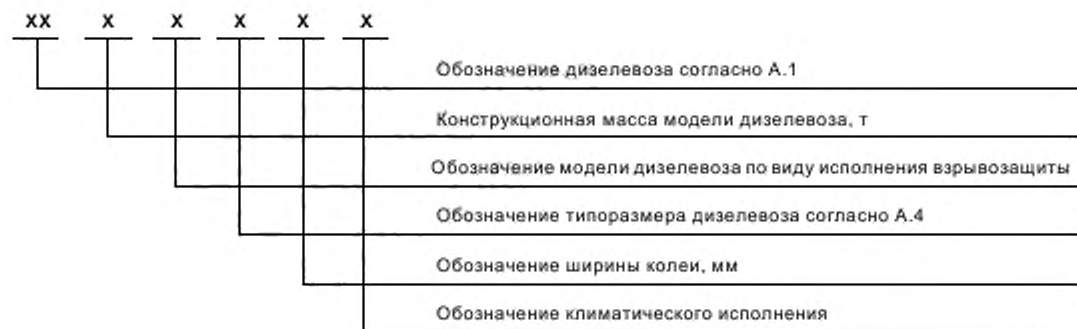 XX X X X X X
Обозначение дизелевоза согласно А.1
Конструкционная масса модели дизелевоза, т
Обозначение модели дизелевоза по виду исполнения взрывозащиты
Обозначение типоразмера дизелевоза согласно А.4
Обозначение ширины колеи, мм
Обозначение климатического исполнения